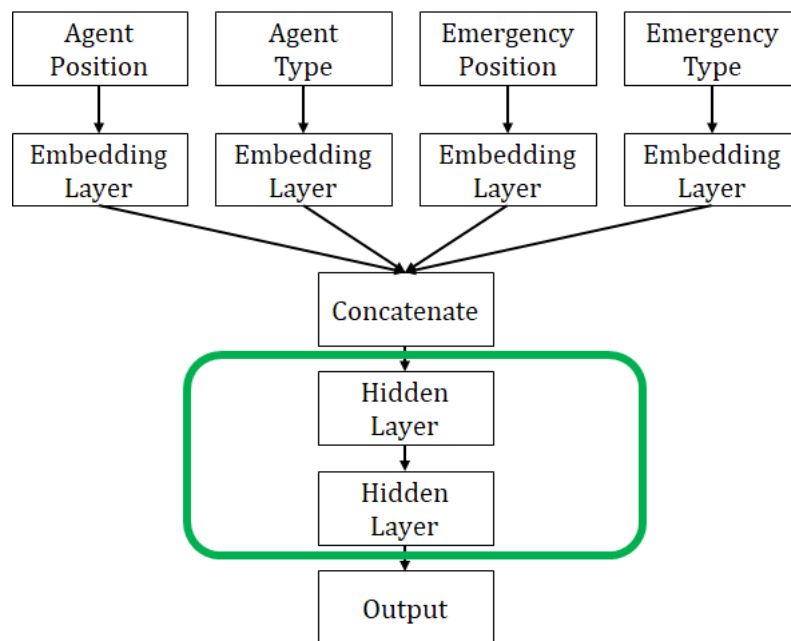 Agent
Position
Agent
Type
Emergency
Position
Emergency
Type
Embedding
Layer
Embedding
Layer
Embedding
Layer
Embedding
Layer
Concatenate
Hidden
Layer
Hidden
Layer
Output